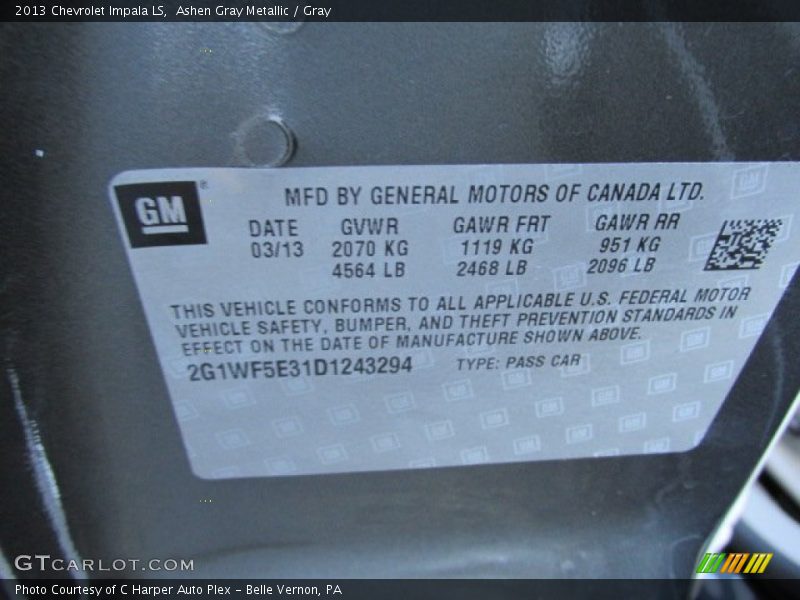 2013 Chevrolet Impala LS, Ashen Gray Metallic / Gray
GM®
MFD BY GENERAL MOTORS OF CANADA LTD.
DATE GVWR GAWR FRT GAWR RR
03/13 2070 KG 1119 KG 951 KG
4564 LB 2468 LB 2096 LB
THIS VEHICLE CONFORMS TO ALL APPLICABLE U.S. FEDERAL MOTOR
VEHICLE SAFETY, BUMPER, AND THEFT PREVENTION STANDARDS IN
EFFECT ON THE DATE OF MANUFACTURE SHOWN ABOVE.
2G1WF5E31D1243294 TYPE: PASS CAR
GTCARLOT.COM
Photo Courtesy of C Harper Auto Plex - Belle Vernon, PA